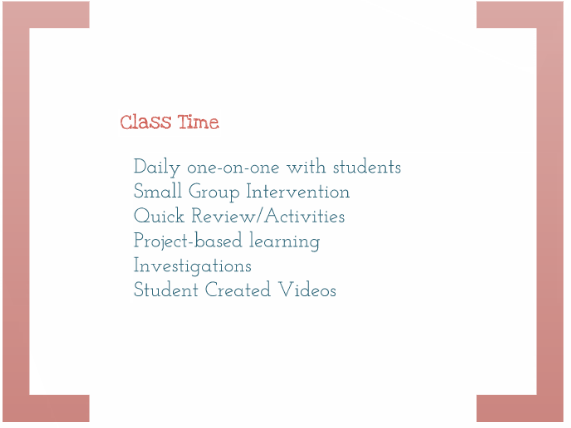 Class Time
Daily one-on-one with students
Small Group Intervention
Quick Review/Activities
Project-based learning
Investigations
Student Created Videos